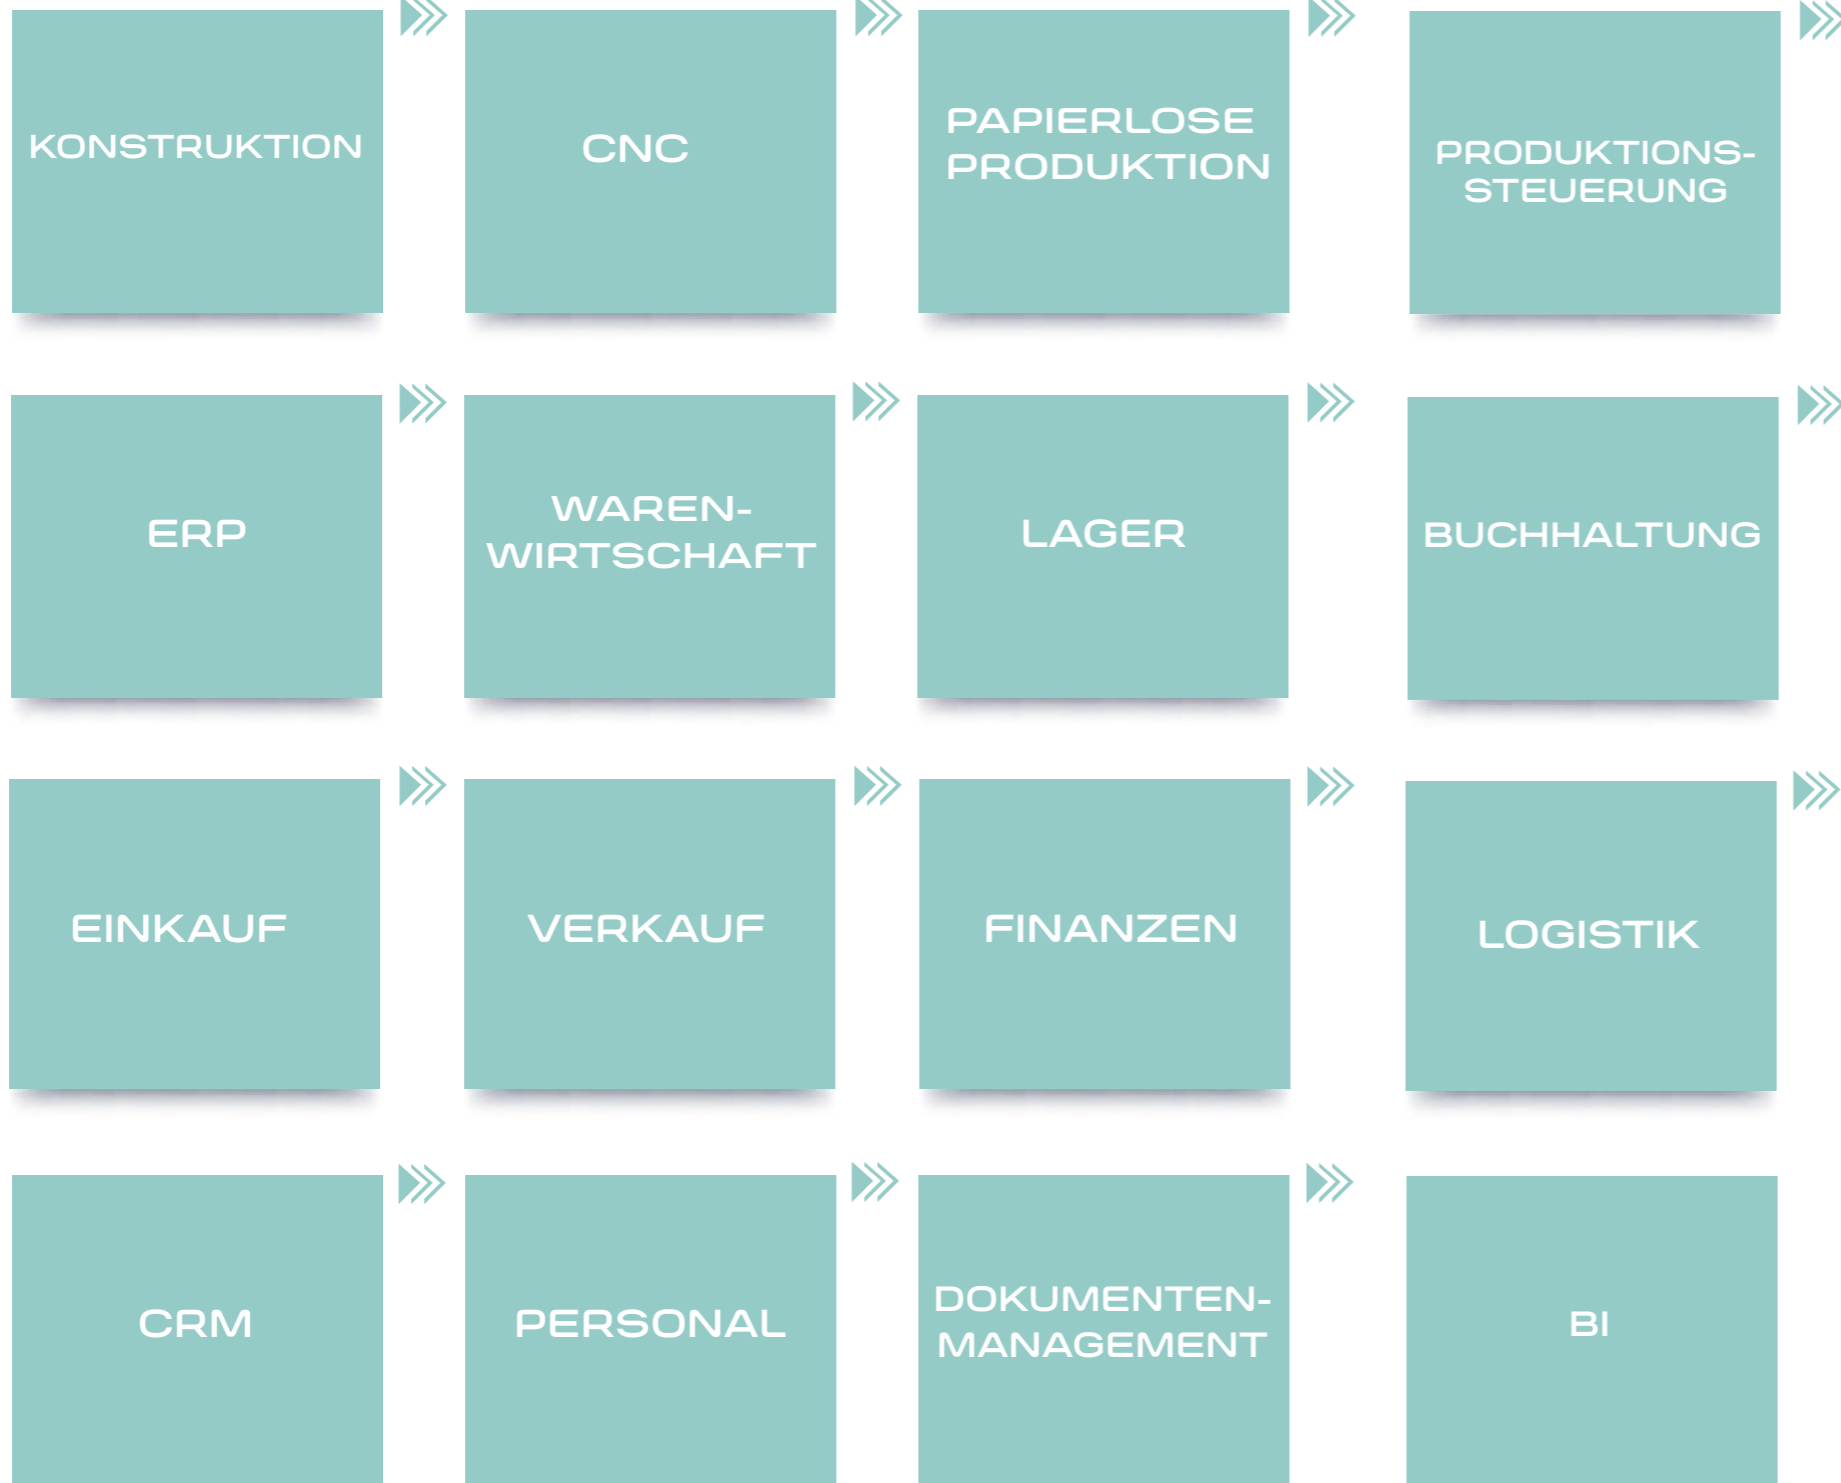 KONSTRUKTION
CNC
PAPIERLOSE
PRODUKTION
PRODUKTIONS-
STEUERUNG
ERP
WAREN-
WIRTSCHAFT
LAGER
BUCHHALTUNG
EINKAUF
VERKAUF
FINANZEN
LOGISTIK
CRM
PERSONAL
DOKUMENTEN-
MANAGEMENT
BI